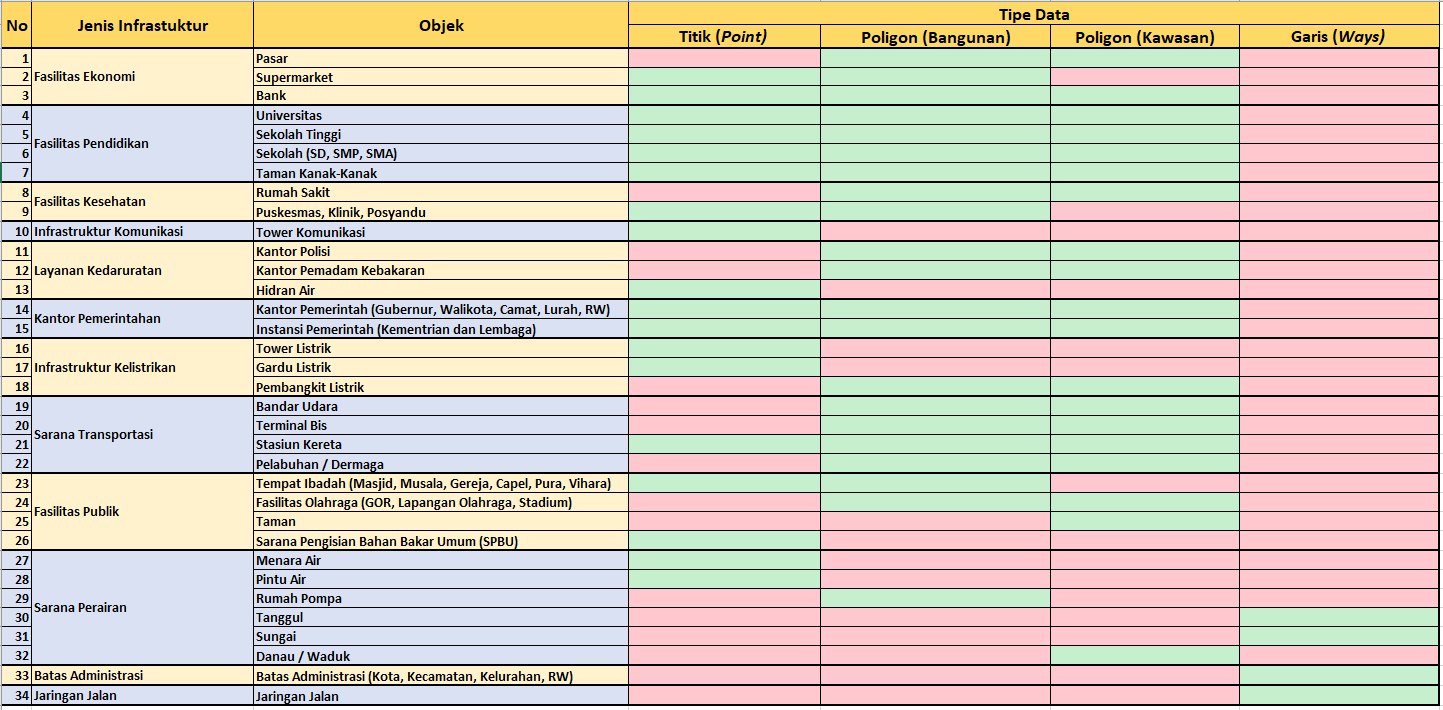 No Jenis Infrastuktur Objek Tipe Data
Titik (Point) Poligon (Bangunan) Poligon (Kawasan) Garis (Ways)
1 Fasilitas Ekonomi Pasar
2 Supermarket
3 Bank
4 Fasilitas Pendidikan Universitas
5 Sekolah Tinggi
6 Sekolah (SD, SMP, SMA)
7 Taman Kanak-Kanak
8 Fasilitas Kesehatan Rumah Sakit
9 Puskesmas, Klinik, Posyandu
10 Infrastruktur Komunikasi Tower Komunikasi
11 Layanan Kedaruratan Kantor Polisi
12 Kantor Pemadam Kebakaran
13 Hidran Air
14 Kantor Pemerintahan Kantor Pemerintah (Gubernur, Walikota, Camat, Lurah, RW)
15 Instansi Pemerintah (Kementrian dan Lembaga)
16 Infrastruktur Kelistrikan Tower Listrik
17 Gardu Listrik
18 Pembangkit Listrik
19 Sarana Transportasi Bandar Udara
20 Terminal Bis
21 Stasiun Kereta
22 Pelabuhan / Dermaga
23 Fasilitas Publik Tempat Ibadah (Masjid, Musala, Gereja, Capel, Pura, Vihara)
24 Fasilitas Olahraga (GOR, Lapangan Olahraga, Stadium)
25 Taman
26 Sarana Pengisian Bahan Bakar Umum (SPBU)
27 Sarana Perairan Menara Air
28 Pintu Air
29 Rumah Pompa
30 Tanggul
31 Sungai
32 Danau / Waduk
33 Batas Administrasi Batas Administrasi (Kota, Kecamatan, Kelurahan, RW)
34 Jaringan Jalan Jaringan Jalan